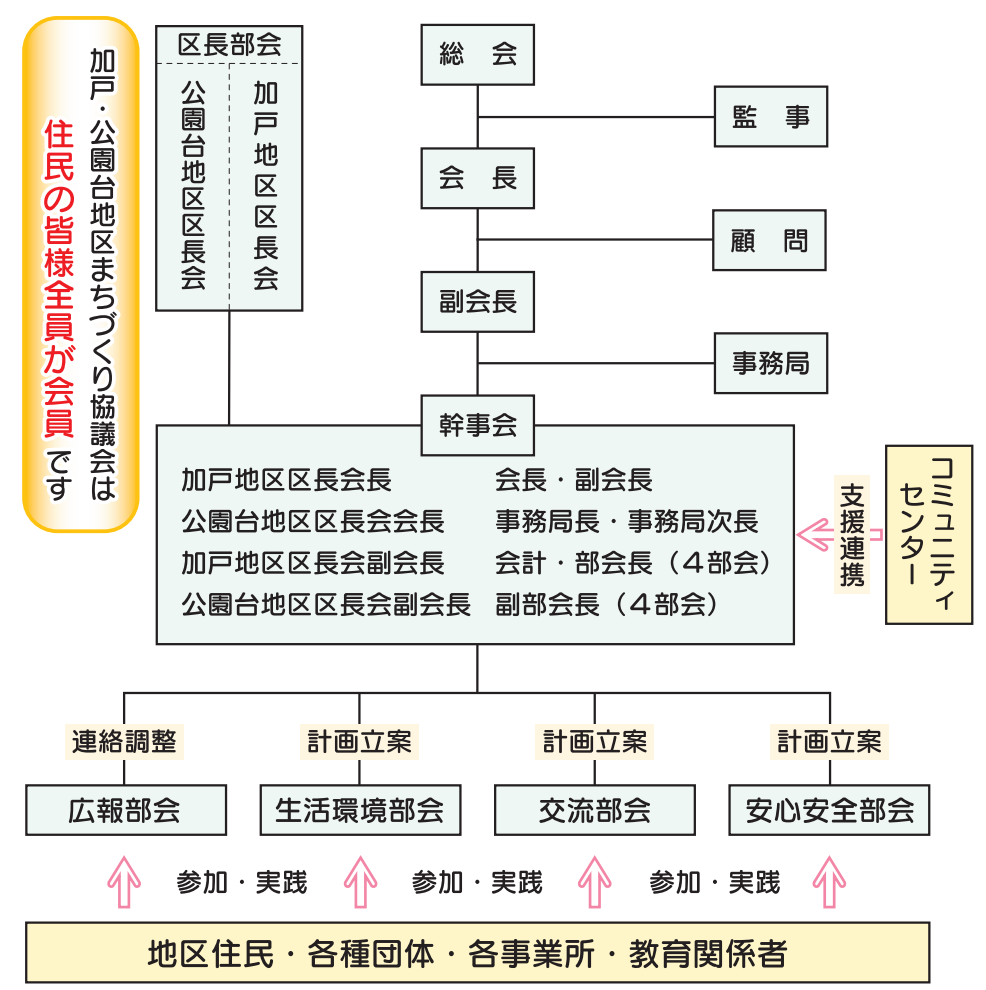 加戸・公園台地区まちづくり協議会は
住民の皆様全員が会員です
区長部会
加戸地区区長会
公園台地区区長会
総　会
監　事
会　長
顧　問
副会長
事務局
幹事会
加戸地区区長会長
公園台地区区長会会長
加戸地区区長会副会長
公園台地区区長会副会長
会長・副会長
事務局長・事務局次長
会計・部会長（４部会）
副部会長（４部会）
支援連携
コミュニティ
センター
連絡調整
計画立案
計画立案
計画立案
広報部会
生活環境部会
交流部会
安心安全部会
参加・実践
参加・実践
参加・実践
地区住民・各種団体・各事業所・教育関係者